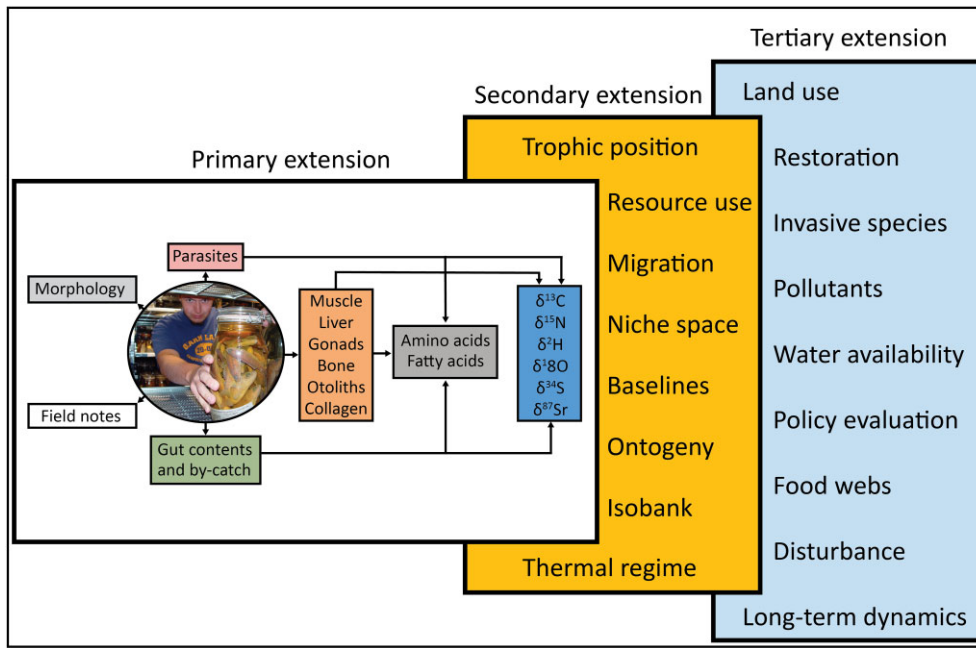 Tertiary extension
Land use
Restoration
Invasive species
Pollutants
Water availability
Policy evaluation
Food webs
Disturbance
Long-term dynamics
Secondary extension
Trophic position
Resource use
Migration
Niche space
Baselines
Ontogeny
Isobank
Thermal regime
Primary extension
Parasites
Morphology
Field notes
Gut contents
and by-catch
Muscle
Liver
Gonads
Bone
Otoliths
Collagen
Amino acids
Fatty acids
δ¹³C
δ¹⁵N
δ²H
δ¹8O
δ³⁴S
δ⁸⁷Sr